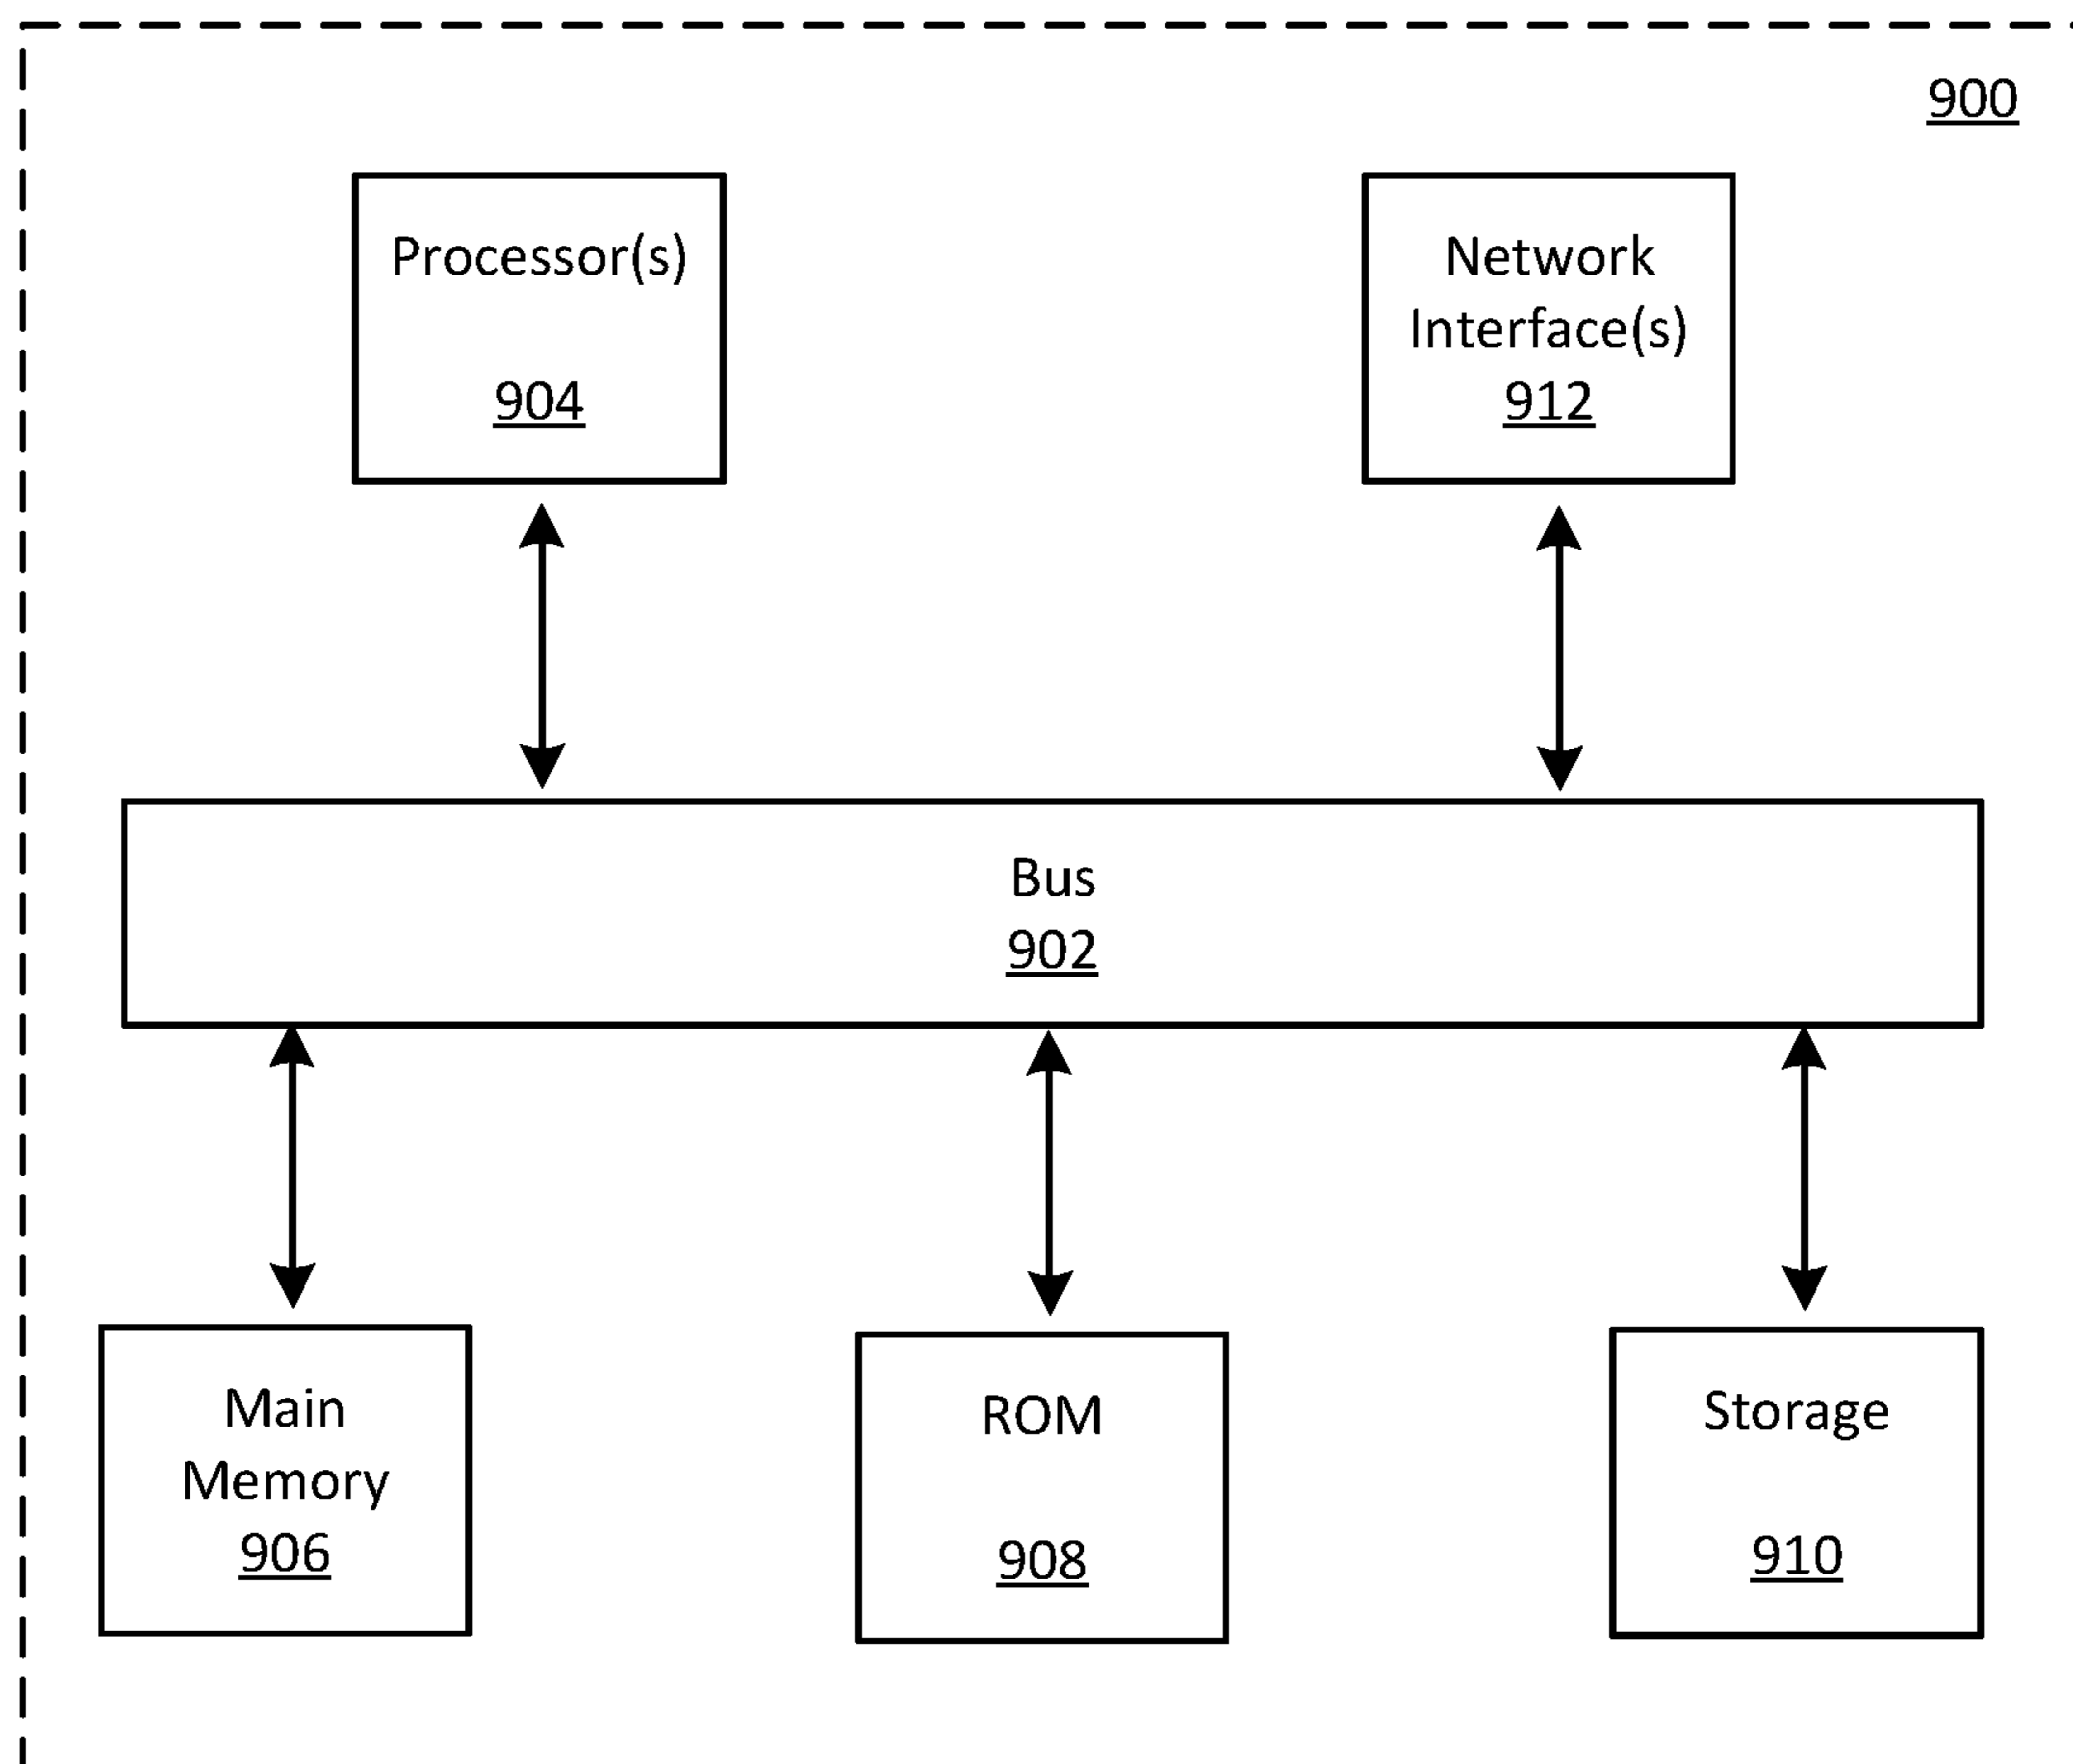 900
Processor(s)
904
Network
Interface(s)
912
Bus
902
Main
Memory
906
ROM
908
Storage
910